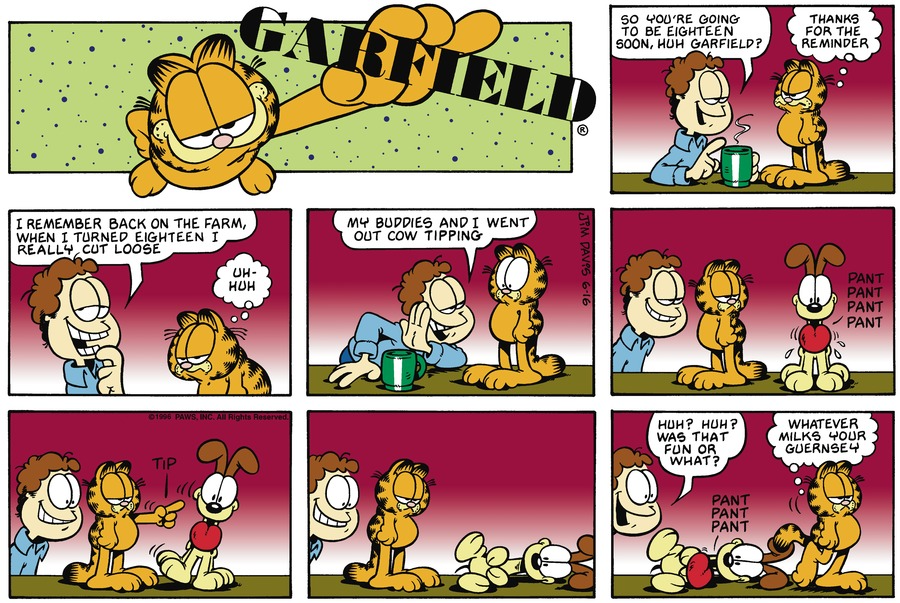 GARFIELD
®
SO YOU'RE GOING
TO BE EIGHTEEN
SOON, HUH GARFIELD?
THANKS
FOR THE
REMINDER
I REMEMBER BACK ON THE FARM,
WHEN I TURNED EIGHTEEN I
REALLY CUT LOOSE
UH-
HUH
MY BUDDIES AND I WENT
OUT COW TIPPING
JIM DAVIS 6·16
PANT
PANT
PANT
PANT
©1996 PAWS, INC. All Rights Reserved.
TIP
HUH? HUH?
WAS THAT
FUN OR
WHAT?
PANT
PANT
PANT
WHATEVER
MILKS YOUR
GUERNSEY